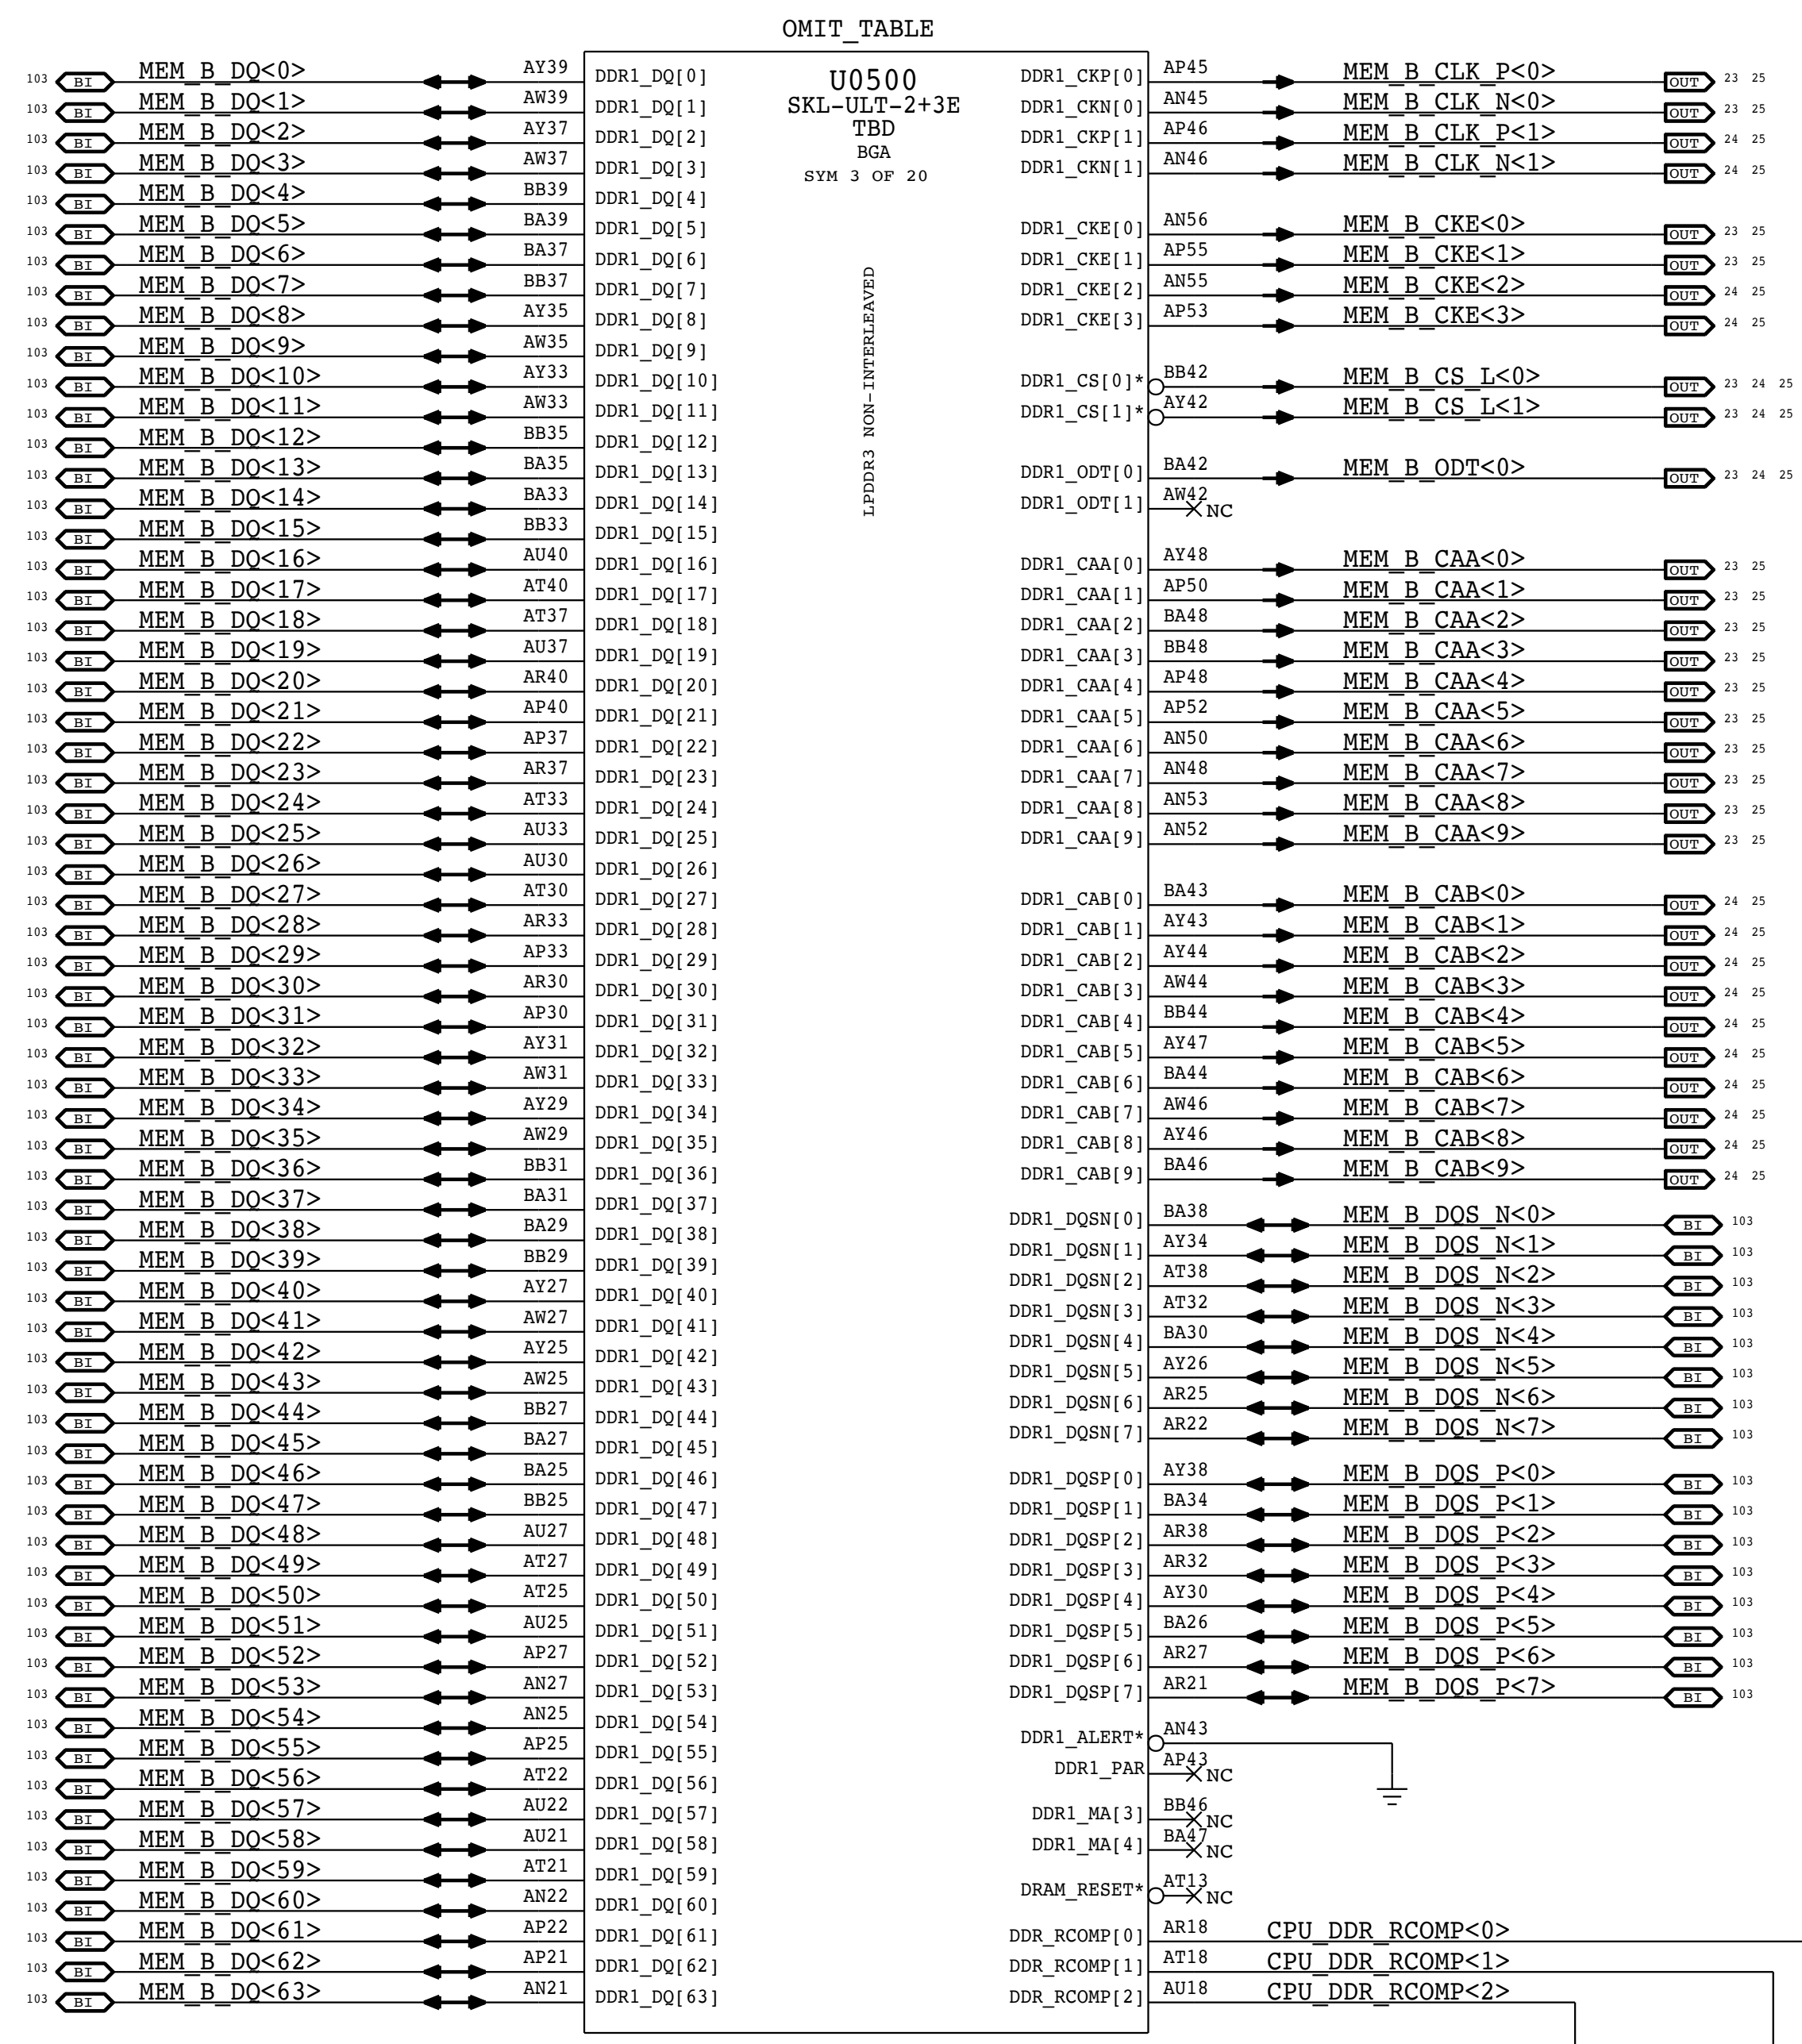 OMIT_TABLE
U0500
SKL-ULT-2+3E
TBD
BGA
SYM 3 OF 20
LPDDR3 NON-INTERLEAVED
103 BI MEM_B_DQ<0> AY39 DDR1_DQ[0]
103 BI MEM_B_DQ<1> AW39 DDR1_DQ[1]
103 BI MEM_B_DQ<2> AY37 DDR1_DQ[2]
103 BI MEM_B_DQ<3> AW37 DDR1_DQ[3]
103 BI MEM_B_DQ<4> BB39 DDR1_DQ[4]
103 BI MEM_B_DQ<5> BA39 DDR1_DQ[5]
103 BI MEM_B_DQ<6> BA37 DDR1_DQ[6]
103 BI MEM_B_DQ<7> BB37 DDR1_DQ[7]
103 BI MEM_B_DQ<8> AY35 DDR1_DQ[8]
103 BI MEM_B_DQ<9> AW35 DDR1_DQ[9]
103 BI MEM_B_DQ<10> AY33 DDR1_DQ[10]
103 BI MEM_B_DQ<11> AW33 DDR1_DQ[11]
103 BI MEM_B_DQ<12> BB35 DDR1_DQ[12]
103 BI MEM_B_DQ<13> BA35 DDR1_DQ[13]
103 BI MEM_B_DQ<14> BA33 DDR1_DQ[14]
103 BI MEM_B_DQ<15> BB33 DDR1_DQ[15]
103 BI MEM_B_DQ<16> AU40 DDR1_DQ[16]
103 BI MEM_B_DQ<17> AT40 DDR1_DQ[17]
103 BI MEM_B_DQ<18> AT37 DDR1_DQ[18]
103 BI MEM_B_DQ<19> AU37 DDR1_DQ[19]
103 BI MEM_B_DQ<20> AR40 DDR1_DQ[20]
103 BI MEM_B_DQ<21> AP40 DDR1_DQ[21]
103 BI MEM_B_DQ<22> AP37 DDR1_DQ[22]
103 BI MEM_B_DQ<23> AR37 DDR1_DQ[23]
103 BI MEM_B_DQ<24> AT33 DDR1_DQ[24]
103 BI MEM_B_DQ<25> AU33 DDR1_DQ[25]
103 BI MEM_B_DQ<26> AU30 DDR1_DQ[26]
103 BI MEM_B_DQ<27> AT30 DDR1_DQ[27]
103 BI MEM_B_DQ<28> AR33 DDR1_DQ[28]
103 BI MEM_B_DQ<29> AP33 DDR1_DQ[29]
103 BI MEM_B_DQ<30> AR30 DDR1_DQ[30]
103 BI MEM_B_DQ<31> AP30 DDR1_DQ[31]
103 BI MEM_B_DQ<32> AY31 DDR1_DQ[32]
103 BI MEM_B_DQ<33> AW31 DDR1_DQ[33]
103 BI MEM_B_DQ<34> AY29 DDR1_DQ[34]
103 BI MEM_B_DQ<35> AW29 DDR1_DQ[35]
103 BI MEM_B_DQ<36> BB31 DDR1_DQ[36]
103 BI MEM_B_DQ<37> BA31 DDR1_DQ[37]
103 BI MEM_B_DQ<38> BA29 DDR1_DQ[38]
103 BI MEM_B_DQ<39> BB29 DDR1_DQ[39]
103 BI MEM_B_DQ<40> AY27 DDR1_DQ[40]
103 BI MEM_B_DQ<41> AW27 DDR1_DQ[41]
103 BI MEM_B_DQ<42> AY25 DDR1_DQ[42]
103 BI MEM_B_DQ<43> AW25 DDR1_DQ[43]
103 BI MEM_B_DQ<44> BB27 DDR1_DQ[44]
103 BI MEM_B_DQ<45> BA27 DDR1_DQ[45]
103 BI MEM_B_DQ<46> BA25 DDR1_DQ[46]
103 BI MEM_B_DQ<47> BB25 DDR1_DQ[47]
103 BI MEM_B_DQ<48> AU27 DDR1_DQ[48]
103 BI MEM_B_DQ<49> AT27 DDR1_DQ[49]
103 BI MEM_B_DQ<50> AT25 DDR1_DQ[50]
103 BI MEM_B_DQ<51> AU25 DDR1_DQ[51]
103 BI MEM_B_DQ<52> AP27 DDR1_DQ[52]
103 BI MEM_B_DQ<53> AN27 DDR1_DQ[53]
103 BI MEM_B_DQ<54> AN25 DDR1_DQ[54]
103 BI MEM_B_DQ<55> AP25 DDR1_DQ[55]
103 BI MEM_B_DQ<56> AT22 DDR1_DQ[56]
103 BI MEM_B_DQ<57> AU22 DDR1_DQ[57]
103 BI MEM_B_DQ<58> AU21 DDR1_DQ[58]
103 BI MEM_B_DQ<59> AT21 DDR1_DQ[59]
103 BI MEM_B_DQ<60> AN22 DDR1_DQ[60]
103 BI MEM_B_DQ<61> AP22 DDR1_DQ[61]
103 BI MEM_B_DQ<62> AP21 DDR1_DQ[62]
103 BI MEM_B_DQ<63> AN21 DDR1_DQ[63]
DDR1_CKP[0] AP45 MEM_B_CLK_P<0> OUT 23 25
DDR1_CKN[0] AN45 MEM_B_CLK_N<0> OUT 23 25
DDR1_CKP[1] AP46 MEM_B_CLK_P<1> OUT 24 25
DDR1_CKN[1] AN46 MEM_B_CLK_N<1> OUT 24 25
DDR1_CKE[0] AN56 MEM_B_CKE<0> OUT 23 25
DDR1_CKE[1] AP55 MEM_B_CKE<1> OUT 23 25
DDR1_CKE[2] AN55 MEM_B_CKE<2> OUT 24 25
DDR1_CKE[3] AP53 MEM_B_CKE<3> OUT 24 25
DDR1_CS[0]* BB42 MEM_B_CS_L<0> OUT 23 24 25
DDR1_CS[1]* AY42 MEM_B_CS_L<1> OUT 23 24 25
DDR1_ODT[0] BA42 MEM_B_ODT<0> OUT 23 24 25
DDR1_ODT[1] AW42 NC
DDR1_CAA[0] AY48 MEM_B_CAA<0> OUT 23 25
DDR1_CAA[1] AP50 MEM_B_CAA<1> OUT 23 25
DDR1_CAA[2] BA48 MEM_B_CAA<2> OUT 23 25
DDR1_CAA[3] BB48 MEM_B_CAA<3> OUT 23 25
DDR1_CAA[4] AP48 MEM_B_CAA<4> OUT 23 25
DDR1_CAA[5] AP52 MEM_B_CAA<5> OUT 23 25
DDR1_CAA[6] AN50 MEM_B_CAA<6> OUT 23 25
DDR1_CAA[7] AN48 MEM_B_CAA<7> OUT 23 25
DDR1_CAA[8] AN53 MEM_B_CAA<8> OUT 23 25
DDR1_CAA[9] AN52 MEM_B_CAA<9> OUT 23 25
DDR1_CAB[0] BA43 MEM_B_CAB<0> OUT 24 25
DDR1_CAB[1] AY43 MEM_B_CAB<1> OUT 24 25
DDR1_CAB[2] AY44 MEM_B_CAB<2> OUT 24 25
DDR1_CAB[3] AW44 MEM_B_CAB<3> OUT 24 25
DDR1_CAB[4] BB44 MEM_B_CAB<4> OUT 24 25
DDR1_CAB[5] AY47 MEM_B_CAB<5> OUT 24 25
DDR1_CAB[6] BA44 MEM_B_CAB<6> OUT 24 25
DDR1_CAB[7] AW46 MEM_B_CAB<7> OUT 24 25
DDR1_CAB[8] AY46 MEM_B_CAB<8> OUT 24 25
DDR1_CAB[9] BA46 MEM_B_CAB<9> OUT 24 25
DDR1_DQSN[0] BA38 MEM_B_DQS_N<0> BI 103
DDR1_DQSN[1] AY34 MEM_B_DQS_N<1> BI 103
DDR1_DQSN[2] AT38 MEM_B_DQS_N<2> BI 103
DDR1_DQSN[3] AT32 MEM_B_DQS_N<3> BI 103
DDR1_DQSN[4] BA30 MEM_B_DQS_N<4> BI 103
DDR1_DQSN[5] AY26 MEM_B_DQS_N<5> BI 103
DDR1_DQSN[6] AR25 MEM_B_DQS_N<6> BI 103
DDR1_DQSN[7] AR22 MEM_B_DQS_N<7> BI 103
DDR1_DQSP[0] AY38 MEM_B_DQS_P<0> BI 103
DDR1_DQSP[1] BA34 MEM_B_DQS_P<1> BI 103
DDR1_DQSP[2] AR38 MEM_B_DQS_P<2> BI 103
DDR1_DQSP[3] AR32 MEM_B_DQS_P<3> BI 103
DDR1_DQSP[4] AY30 MEM_B_DQS_P<4> BI 103
DDR1_DQSP[5] BA26 MEM_B_DQS_P<5> BI 103
DDR1_DQSP[6] AR27 MEM_B_DQS_P<6> BI 103
DDR1_DQSP[7] AR21 MEM_B_DQS_P<7> BI 103
DDR1_ALERT* AN43
DDR1_PAR AP43 NC
DDR1_MA[3] BB46 NC
DDR1_MA[4] BA47 NC
DRAM_RESET* AT13 NC
DDR_RCOMP[0] AR18 CPU_DDR_RCOMP<0>
DDR_RCOMP[1] AT18 CPU_DDR_RCOMP<1>
DDR_RCOMP[2] AU18 CPU_DDR_RCOMP<2>